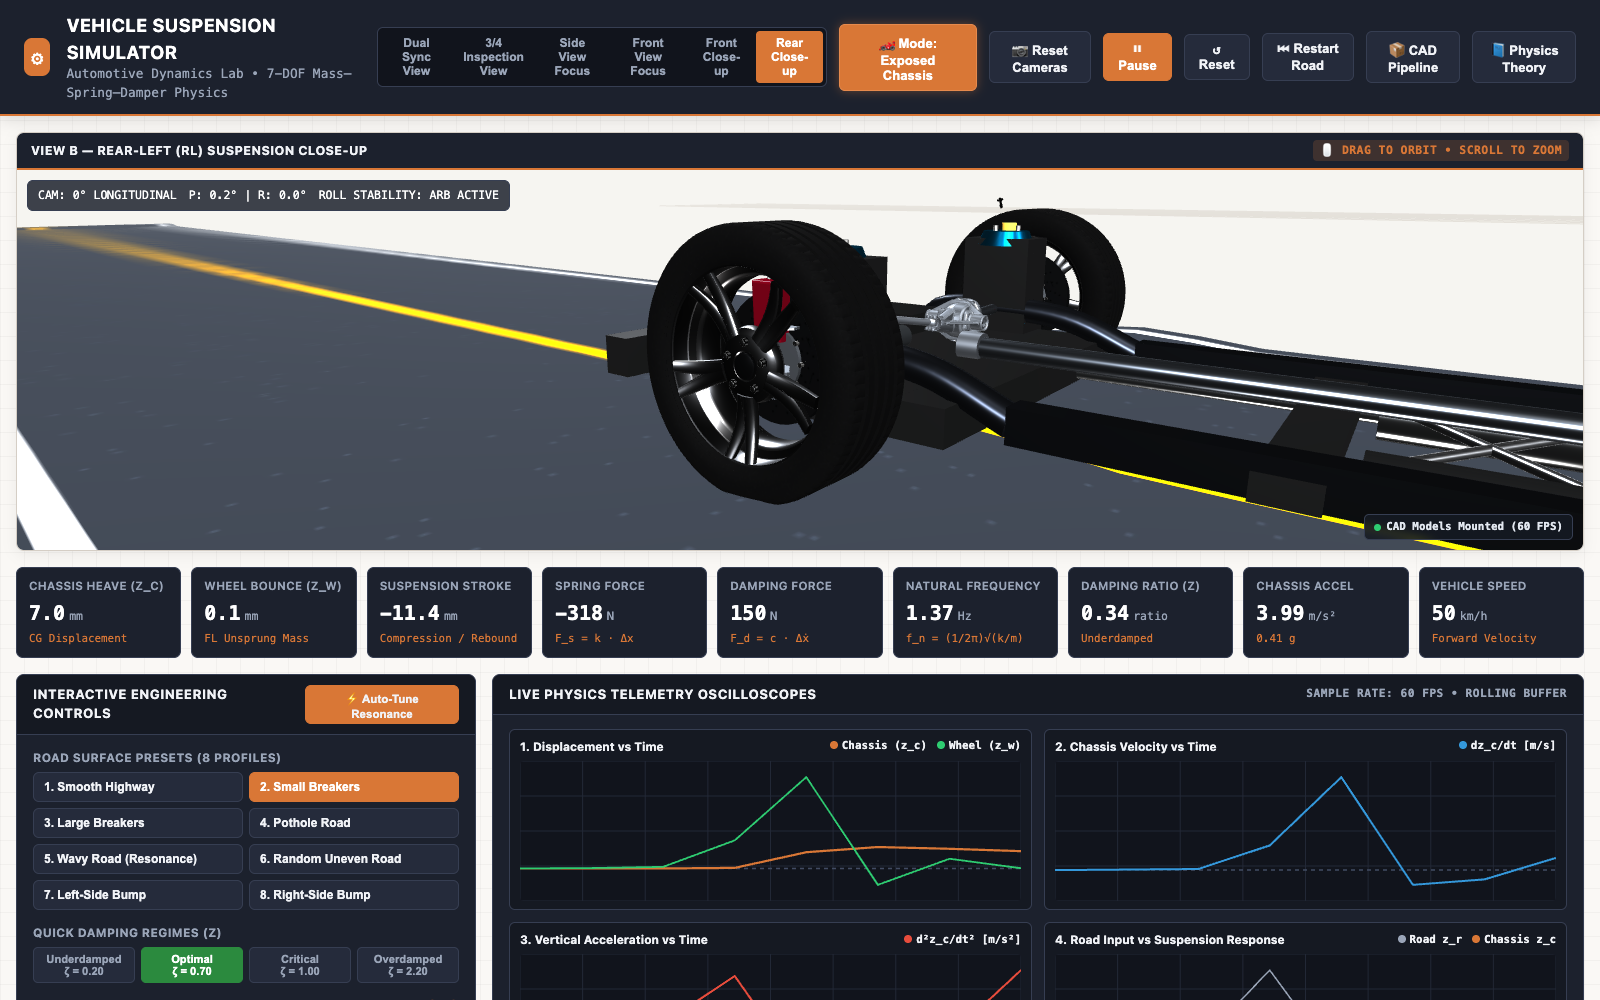 VEHICLE SUSPENSION
SIMULATOR
Automotive Dynamics Lab • 7-DOF Mass–
Spring–Damper Physics
Dual
Sync
View
3/4
Inspection
View
Side
View
Focus
Front
View
Focus
Front
Close-
up
Rear
Close-
up
Mode:
Exposed
Chassis
Reset
Cameras
Pause
Reset
Restart
Road
CAD
Pipeline
Physics
Theory
VIEW B — REAR-LEFT (RL) SUSPENSION CLOSE-UP
DRAG TO ORBIT • SCROLL TO ZOOM
CAM: 0° LONGITUDINAL P: 0.2° | R: 0.0° ROLL STABILITY: ARB ACTIVE
CAD Models Mounted (60 FPS)
CHASSIS HEAVE (Z_C)
7.0 mm
CG Displacement
WHEEL BOUNCE (Z_W)
0.1 mm
FL Unsprung Mass
SUSPENSION STROKE
−11.4 mm
Compression / Rebound
SPRING FORCE
−318 N
F_s = k · Δx
DAMPING FORCE
150 N
F_d = c · Δẋ
NATURAL FREQUENCY
1.37 Hz
f_n = (1/2π)√(k/m)
DAMPING RATIO (Ζ)
0.34 ratio
Underdamped
CHASSIS ACCEL
3.99 m/s²
0.41 g
VEHICLE SPEED
50 km/h
Forward Velocity
INTERACTIVE ENGINEERING
CONTROLS
⚡ Auto-Tune
Resonance
ROAD SURFACE PRESETS (8 PROFILES)
1. Smooth Highway
2. Small Breakers
3. Large Breakers
4. Pothole Road
5. Wavy Road (Resonance)
6. Random Uneven Road
7. Left-Side Bump
8. Right-Side Bump
QUICK DAMPING REGIMES (Ζ)
Underdamped
ζ = 0.20
Optimal
ζ = 0.70
Critical
ζ = 1.00
Overdamped
ζ = 2.20
LIVE PHYSICS TELEMETRY OSCILLOSCOPES
SAMPLE RATE: 60 FPS • ROLLING BUFFER
1. Displacement vs Time
Chassis (z_c)
Wheel (z_w)
2. Chassis Velocity vs Time
dz_c/dt [m/s]
3. Vertical Acceleration vs Time
d²z_c/dt² [m/s²]
4. Road Input vs Suspension Response
Road z_r
Chassis z_c